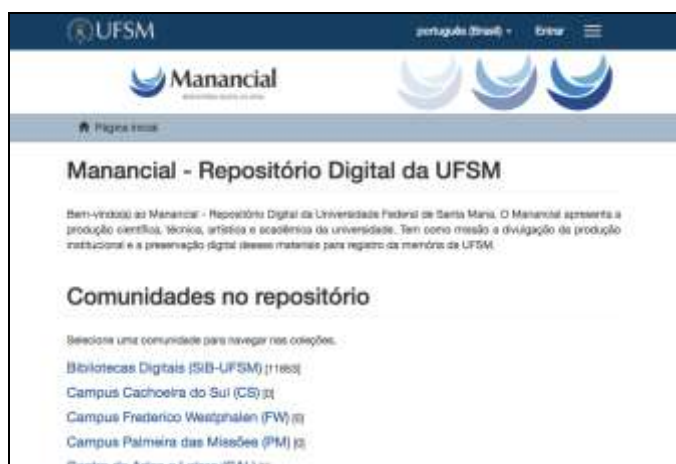 UFSM
português (Brasil)
Entrar
Manancial
Página inicial
Manancial - Repositório Digital da UFSM
Bem-vindo(a) ao Manancial - Repositório Digital da Universidade Federal de Santa Maria. O Manancial apresenta a
produção científica, técnica, artística e acadêmica da universidade. Tem como missão a divulgação da produção
institucional e a preservação digital desses materiais para registro da memória da UFSM.
Comunidades no repositório
Selecione uma comunidade para navegar nas coleções.
Bibliotecas Digitais (SIB-UFSM)
Campus Cachoeira do Sul (CS) [0]
Campus Frederico Westphalen (FW) [0]
Campus Palmeira das Missões (PM) [0]